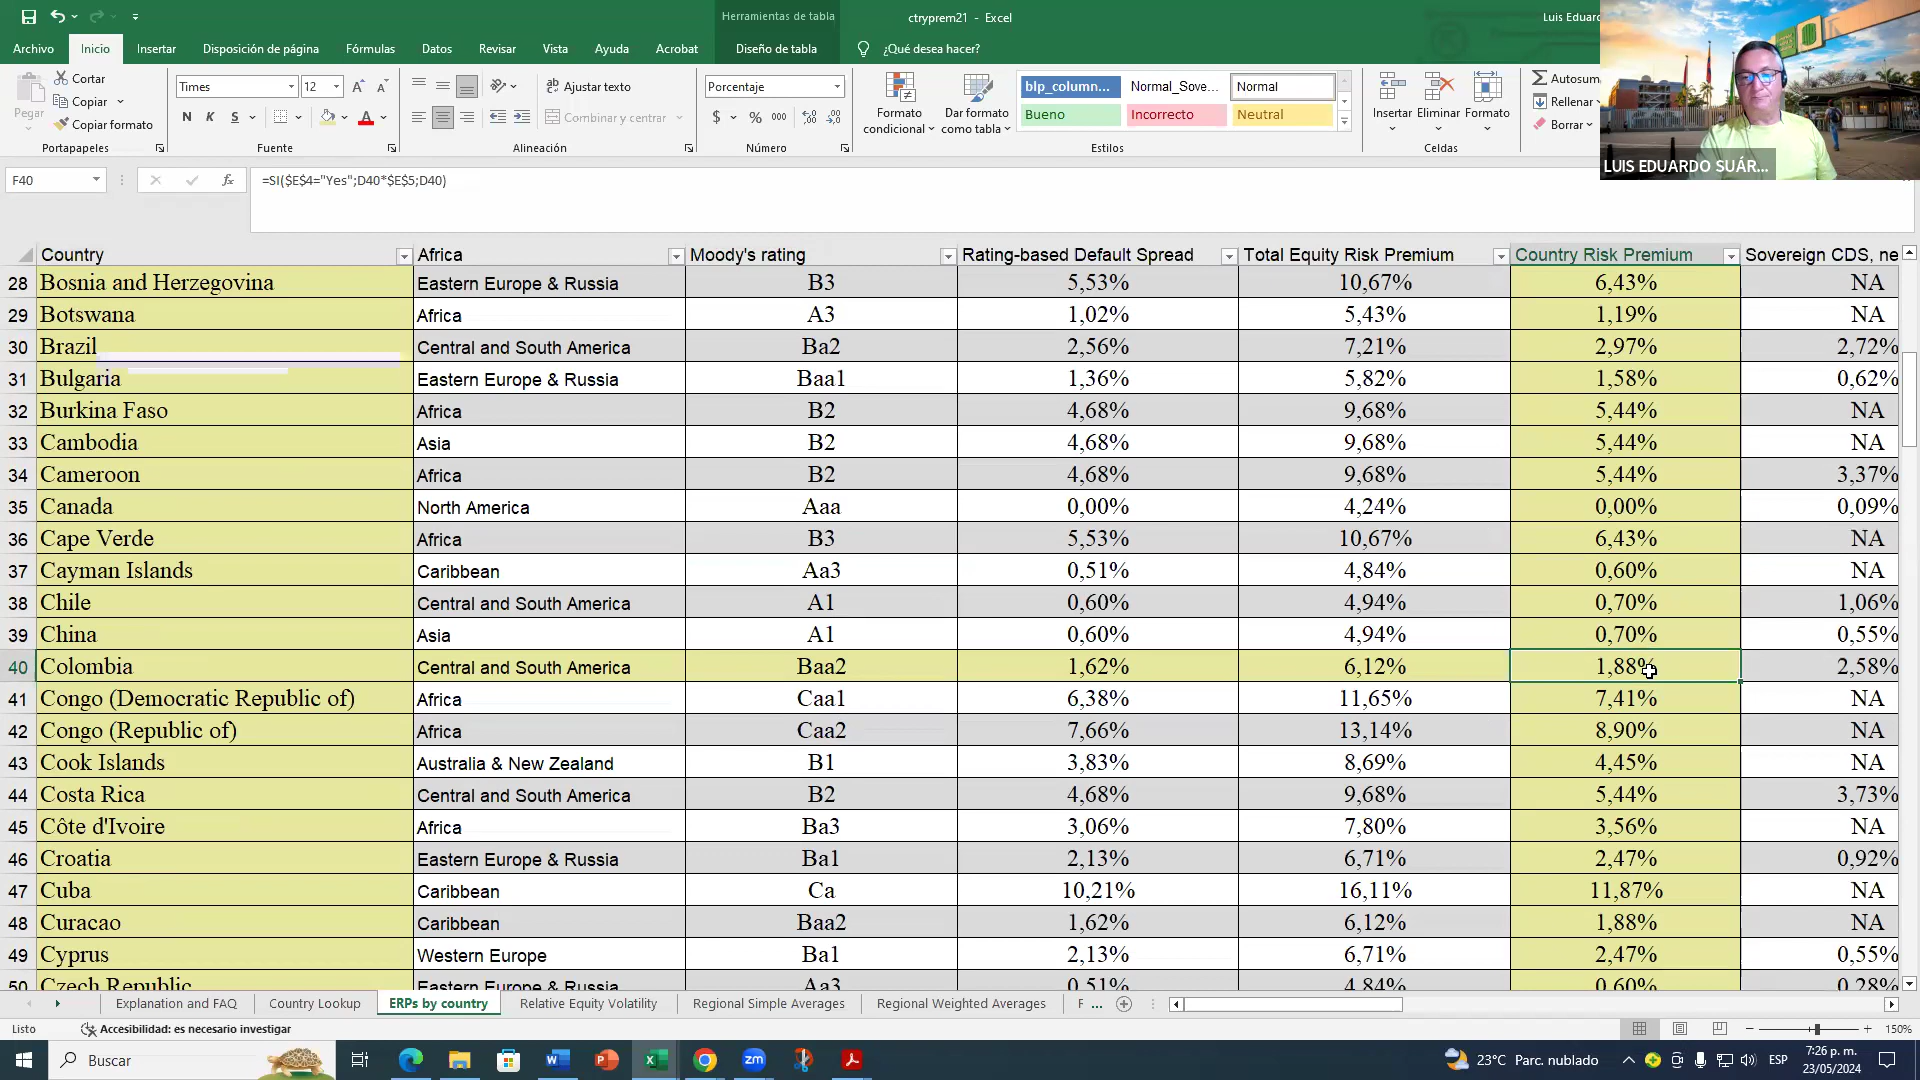 Herramientas de tabla
ctryprem21 - Excel
Luis Eduardo
Archivo Inicio Insertar Disposición de página Fórmulas Datos Revisar Vista Ayuda Acrobat Diseño de tabla ¿Qué desea hacer?
Pegar
Cortar
Copiar
Copiar formato
Portapapeles
Times 12
N K S
Fuente
Ajustar texto
Combinar y centrar
Alineación
Porcentaje
$ % 000
Número
Formato condicional
Dar formato como tabla
blp_column... Normal_Sove... Normal
Bueno Incorrecto Neutral
Estilos
Insertar Eliminar Formato
Celdas
Autosum
Rellenar
Borrar
LUIS EDUARDO SUÁR...
F40 fx =SI($E$4="Yes";D40*$E$5;D40)
Country Africa Moody's rating Rating-based Default Spread Total Equity Risk Premium Country Risk Premium Sovereign CDS, ne
28 Bosnia and Herzegovina Eastern Europe & Russia B3 5,53% 10,67% 6,43% NA
29 Botswana Africa A3 1,02% 5,43% 1,19% NA
30 Brazil Central and South America Ba2 2,56% 7,21% 2,97% 2,72%
31 Bulgaria Eastern Europe & Russia Baa1 1,36% 5,82% 1,58% 0,62%
32 Burkina Faso Africa B2 4,68% 9,68% 5,44% NA
33 Cambodia Asia B2 4,68% 9,68% 5,44% NA
34 Cameroon Africa B2 4,68% 9,68% 5,44% 3,37%
35 Canada North America Aaa 0,00% 4,24% 0,00% 0,09%
36 Cape Verde Africa B3 5,53% 10,67% 6,43% NA
37 Cayman Islands Caribbean Aa3 0,51% 4,84% 0,60% NA
38 Chile Central and South America A1 0,60% 4,94% 0,70% 1,06%
39 China Asia A1 0,60% 4,94% 0,70% 0,55%
40 Colombia Central and South America Baa2 1,62% 6,12% 1,88% 2,58%
41 Congo (Democratic Republic of) Africa Caa1 6,38% 11,65% 7,41% NA
42 Congo (Republic of) Africa Caa2 7,66% 13,14% 8,90% NA
43 Cook Islands Australia & New Zealand B1 3,83% 8,69% 4,45% NA
44 Costa Rica Central and South America B2 4,68% 9,68% 5,44% 3,73%
45 Côte d'Ivoire Africa Ba3 3,06% 7,80% 3,56% NA
46 Croatia Eastern Europe & Russia Ba1 2,13% 6,71% 2,47% 0,92%
47 Cuba Caribbean Ca 10,21% 16,11% 11,87% NA
48 Curacao Caribbean Baa2 1,62% 6,12% 1,88% NA
49 Cyprus Western Europe Ba1 2,13% 6,71% 2,47% 0,55%
50 Czech Republic Eastern Europe & Russia Aa3 0,51% 4,84% 0,60% 0,28%
Explanation and FAQ Country Lookup ERPs by country Relative Equity Volatility Regional Simple Averages Regional Weighted Averages F ...
Listo Accesibilidad: es necesario investigar 150%
Buscar
23°C Parc. nublado ESP 7:26 p. m.
23/05/2024